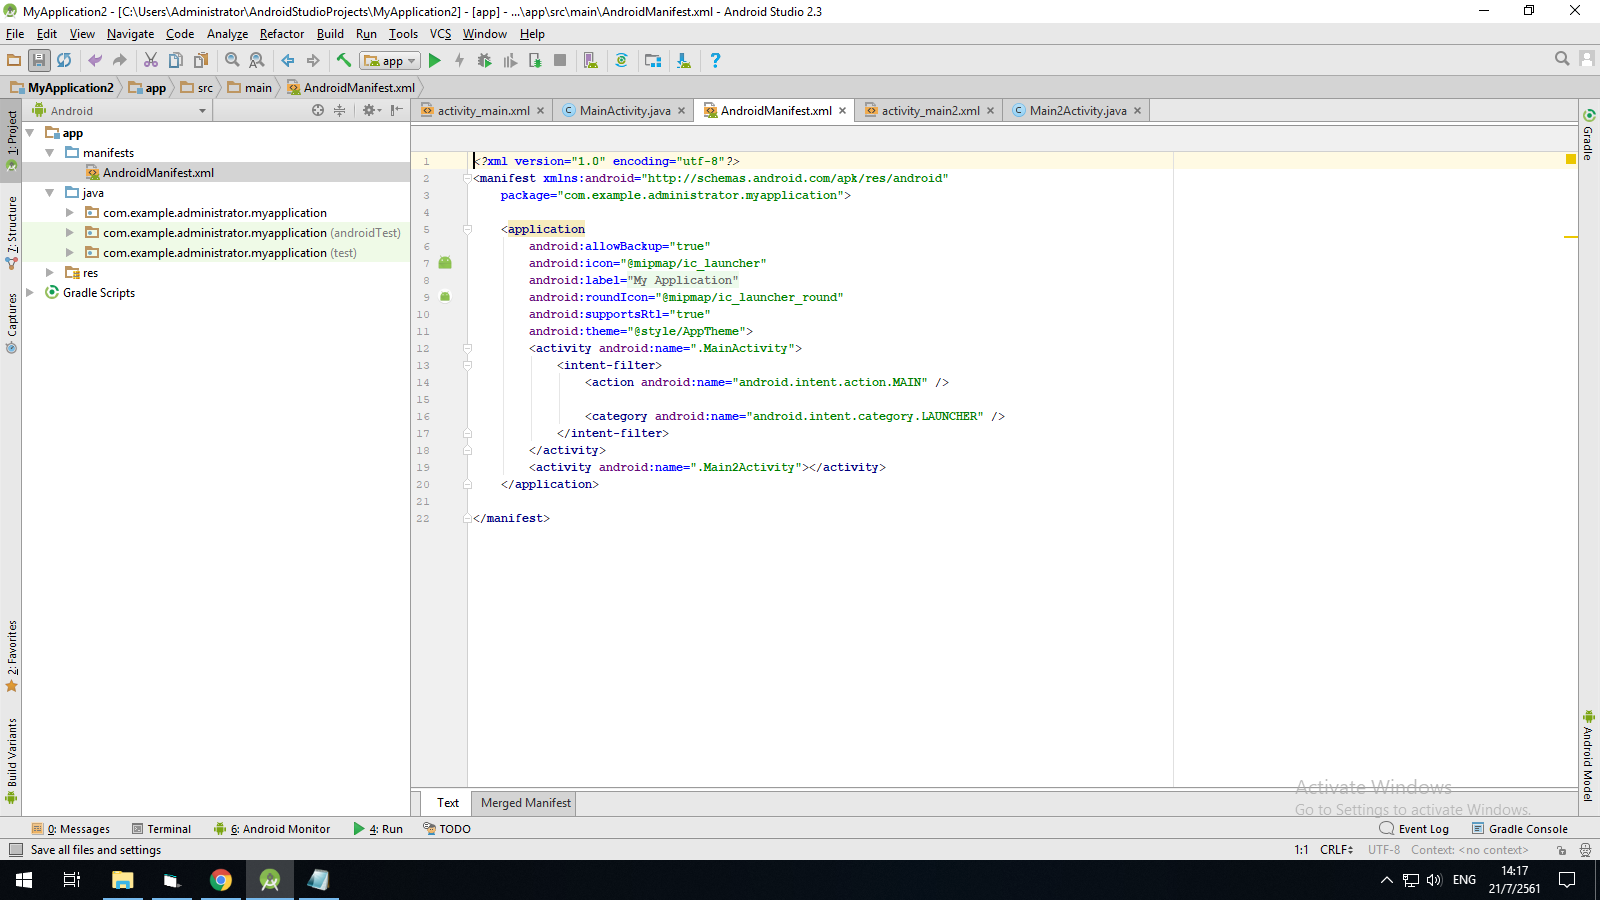 MyApplication2 - [C:\Users\Administrator\AndroidStudioProjects\MyApplication2] - [app] - ...\app\src\main\AndroidManifest.xml - Android Studio 2.3
File Edit View Navigate Code Analyze Refactor Build Run Tools VCS Window Help
app
MyApplication2 app src main AndroidManifest.xml
Android
activity_main.xml MainActivity.java AndroidManifest.xml activity_main2.xml Main2Activity.java
1: Project
7: Structure
Captures
2: Favorites
Build Variants
app
manifests
AndroidManifest.xml
java
com.example.administrator.myapplication
com.example.administrator.myapplication (androidTest)
com.example.administrator.myapplication (test)
res
Gradle Scripts
1 <?xml version="1.0" encoding="utf-8"?>
2 <manifest xmlns:android="http://schemas.android.com/apk/res/android"
3 package="com.example.administrator.myapplication">
4
5 <application
6 android:allowBackup="true"
7 android:icon="@mipmap/ic_launcher"
8 android:label="My Application"
9 android:roundIcon="@mipmap/ic_launcher_round"
10 android:supportsRtl="true"
11 android:theme="@style/AppTheme">
12 <activity android:name=".MainActivity">
13 <intent-filter>
14 <action android:name="android.intent.action.MAIN" />
15
16 <category android:name="android.intent.category.LAUNCHER" />
17 </intent-filter>
18 </activity>
19 <activity android:name=".Main2Activity"></activity>
20 </application>
21
22 </manifest>
Gradle
Android Model
Activate Windows
Go to Settings to activate Windows.
Text Merged Manifest
0: Messages Terminal 6: Android Monitor 4: Run TODO Event Log Gradle Console
Save all files and settings 1:1 CRLF UTF-8 Context: <no context>
ENG
14:17
21/7/2561